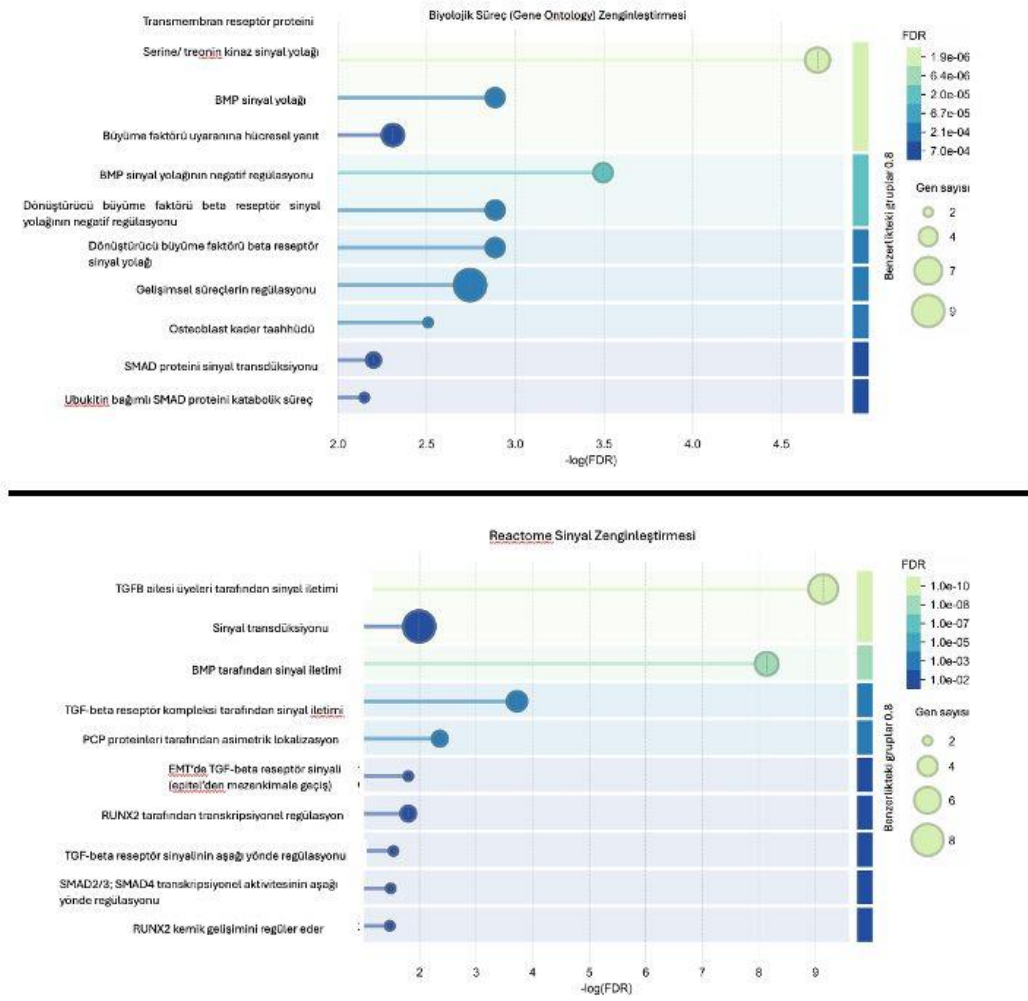 Biyolojik Süreç (Gene Ontology) Zenginleştirmesi
Transmembran reseptör proteini
Serine/ treonin kinaz sinyal yolağı
BMP sinyal yolağı
Büyüme faktörü uyaranına hücresel yanıt
BMP sinyal yolağının negatif regülasyonu
Dönüştürücü büyüme faktörü beta reseptör sinyal
yolağının negatif regülasyonu
Dönüştürücü büyüme faktörü beta reseptör
sinyal yolağı
Gelişimsel süreçlerin regülasyonu
Osteoblast kader taahhüdü
SMAD proteini sinyal transdüksiyonu
Ubukitin bağımlı SMAD proteini katabolik süreç
2.0 2.5 3.0 3.5 4.0 4.5
-log(FDR)
Benzerlikteki gruplar 0.8
FDR
1.9e-06
6.4e-06
2.0e-05
6.7e-05
2.1e-04
7.0e-04
Gen sayısı
2
4
7
9
Reactome Sinyal Zenginleştirmesi
TGFB ailesi üyeleri tarafından sinyal iletimi
Sinyal transdüksiyonu
BMP tarafından sinyal iletimi
TGF-beta reseptör kompleksi tarafından sinyal iletimi
PCP proteinleri tarafından asimetrik lokalizasyon
EMT'de TGF-beta reseptör sinyali
(epitel'den mezenkimale geçiş)
RUNX2 tarafından transkripsiyonel regülasyon
TGF-beta reseptör sinyalinin aşağı yönde regülasyonu
SMAD2/3; SMAD4 transkripsiyonel aktivitesinin aşağı
yönde regülasyonu
RUNX2 kemik gelişimini regüler eder
2 3 4 5 6 7 8 9
-log(FDR)
Benzerlikteki gruplar 0.8
FDR
1.0e-10
1.0e-08
1.0e-07
1.0e-05
1.0e-03
1.0e-02
Gen sayısı
2
4
6
8